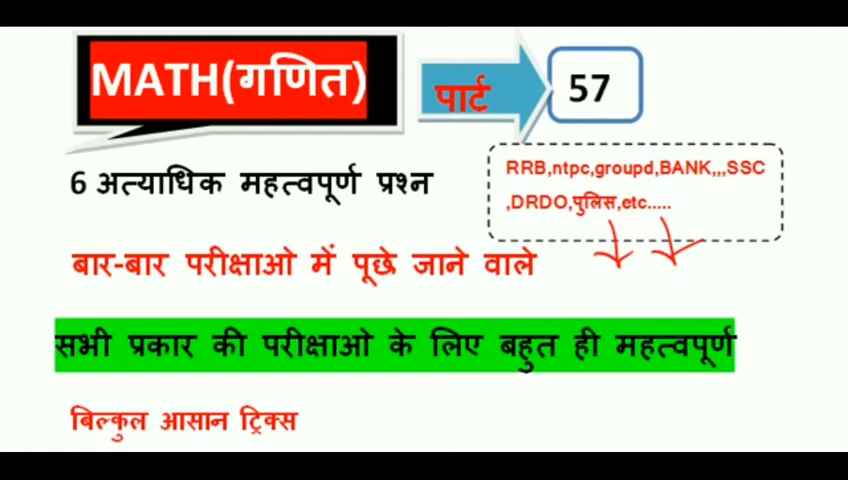 MATH(गणित)
पार्ट
57
6 अत्याधिक महत्वपूर्ण प्रश्न
RRB,ntpc,groupd,BANK,,,SSC
,DRDO,पुलिस,etc.....
बार-बार परीक्षाओ में पूछे जाने वाले
सभी प्रकार की परीक्षाओ के लिए बहुत ही महत्वपूर्ण
बिल्कुल आसान ट्रिक्स